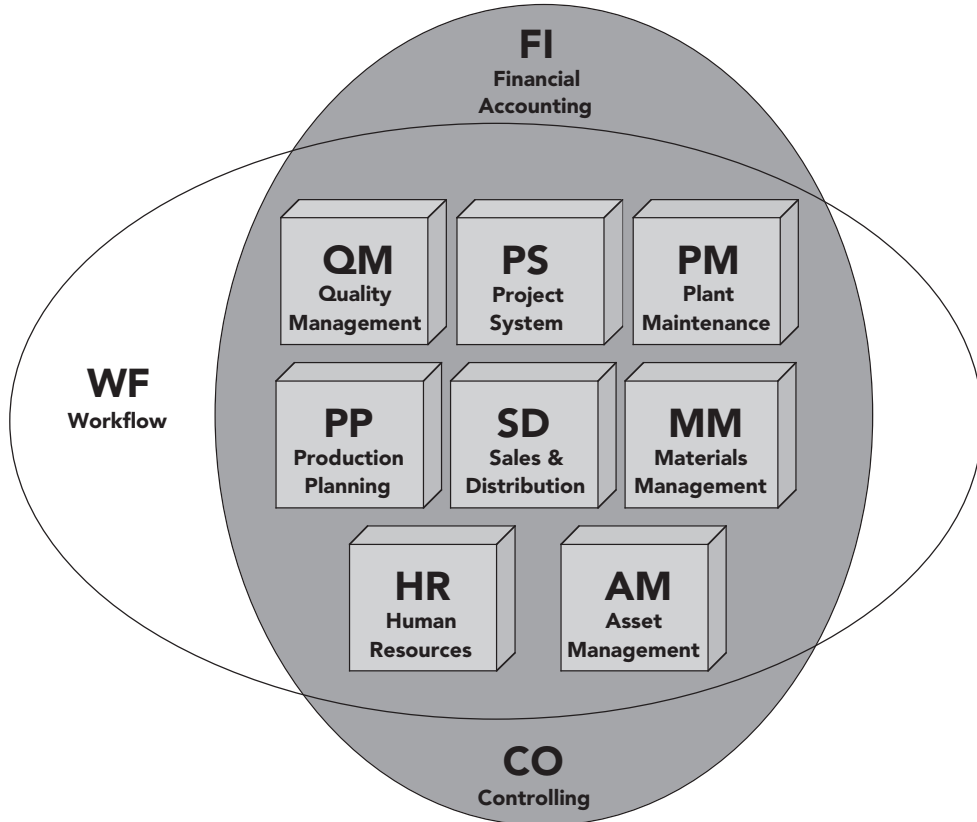 FI
Financial
Accounting
QM
Quality
Management
PS
Project
System
PM
Plant
Maintenance
WF
Workflow
PP
Production
Planning
SD
Sales &
Distribution
MM
Materials
Management
HR
Human
Resources
AM
Asset
Management
CO
Controlling